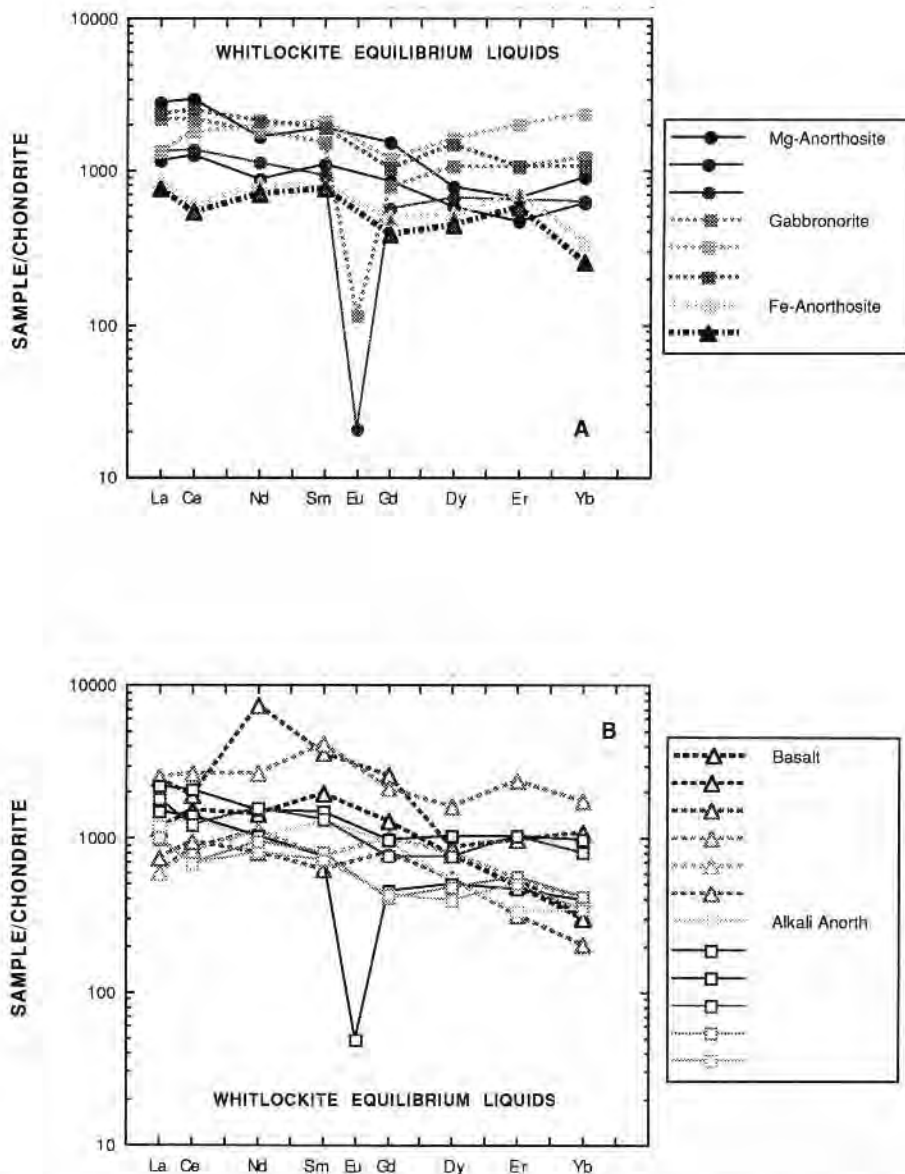 10000
WHITLOCKITE EQUILIBRIUM LIQUIDS
1000
SAMPLE/CHONDRITE
100
A
10
La Ce Nd Sm Eu Gd Dy Er Yb
Mg-Anorthosite
Gabbronorite
Fe-Anorthosite
10000
B
1000
SAMPLE/CHONDRITE
100
WHITLOCKITE EQUILIBRIUM LIQUIDS
10
La Ce Nd Sm Eu Gd Dy Er Yb
Basalt
Alkali Anorth